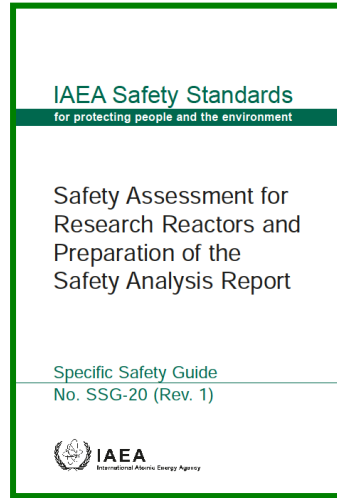 IAEA Safety Standards
for protecting people and the environment
Safety Assessment for
Research Reactors and
Preparation of the
Safety Analysis Report
Specific Safety Guide
No. SSG-20 (Rev. 1)
IAEA
International Atomic Energy Agency